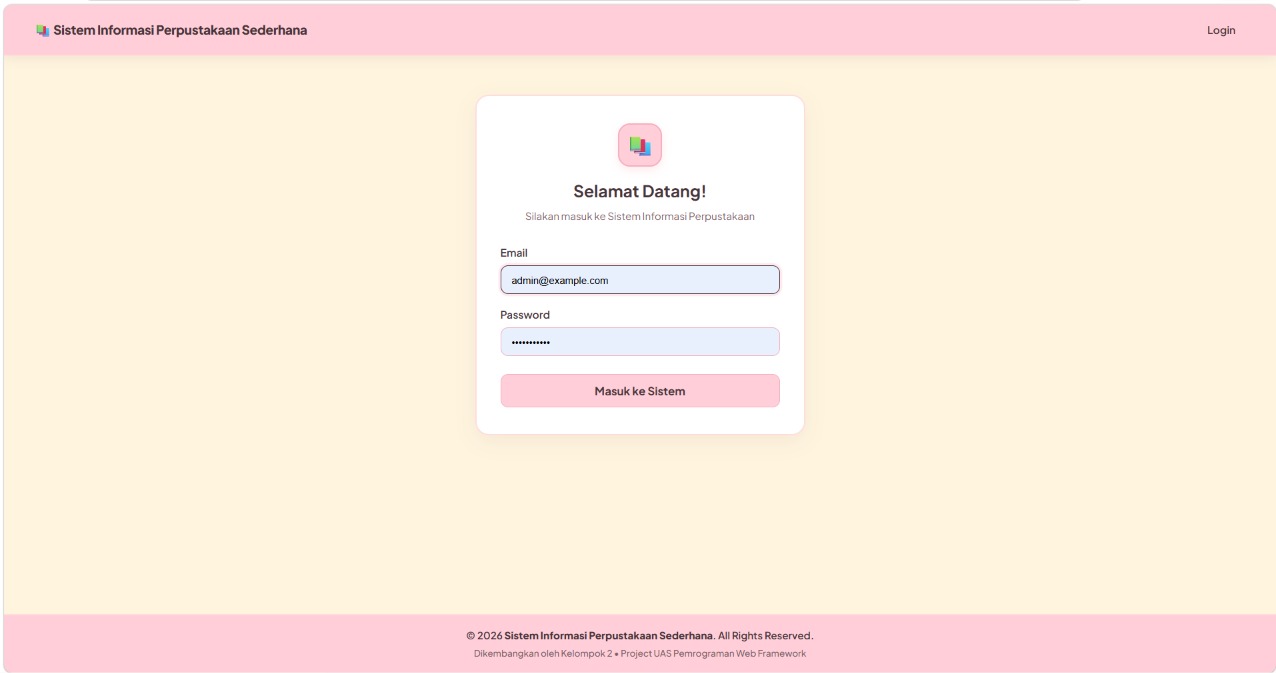 Sistem Informasi Perpustakaan Sederhana
Login
Selamat Datang!
Silakan masuk ke Sistem Informasi Perpustakaan
Email
admin@example.com
Password
•••••••••••
Masuk ke Sistem
© 2026 Sistem Informasi Perpustakaan Sederhana. All Rights Reserved.
Dikembangkan oleh Kelompok 2 • Project UAS Pemrograman Web Framework